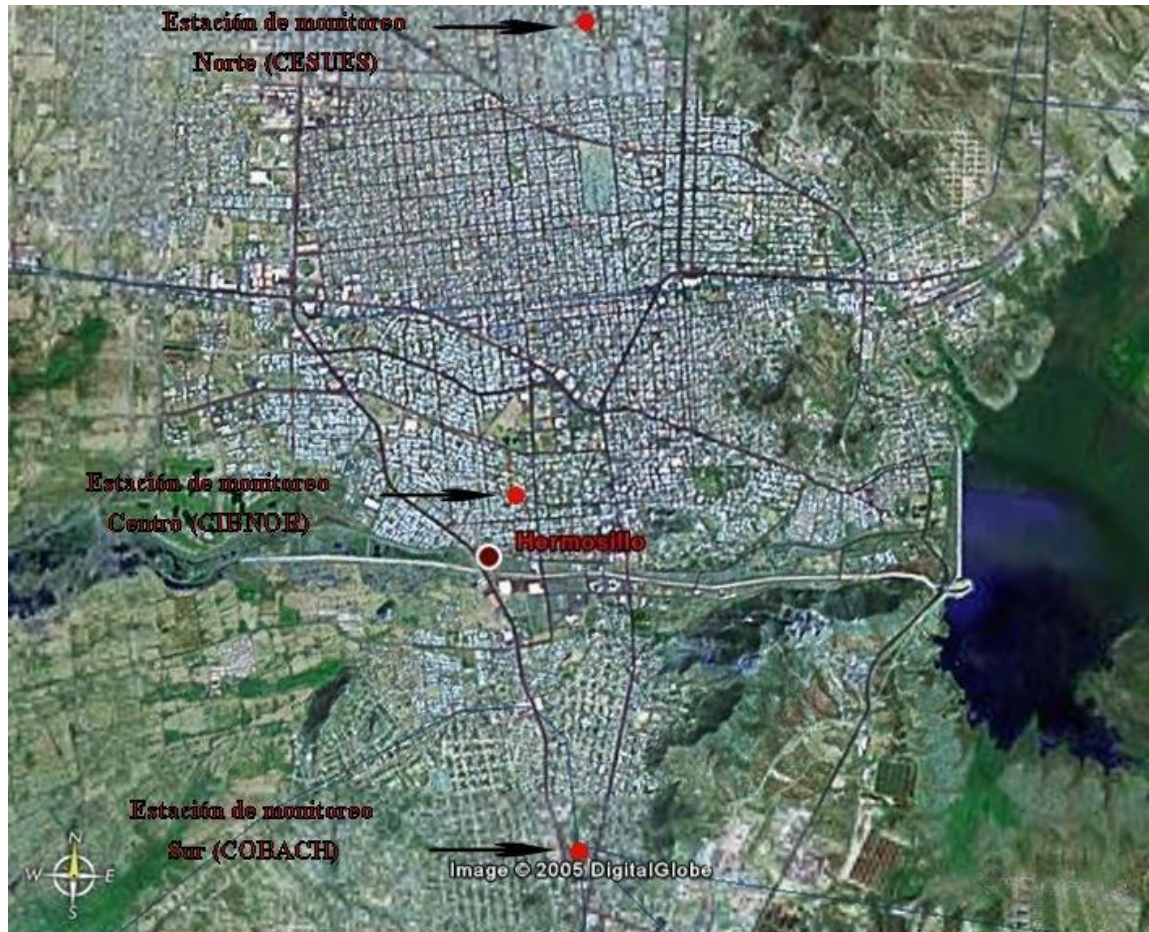 Estación de monitoreo
Norte (CESUES)
Estación de monitoreo
Centro (CIBNOR)
Hermosillo
Estación de monitoreo
Sur (COBACH)
Image © 2005 DigitalGlobe
N
W E
S